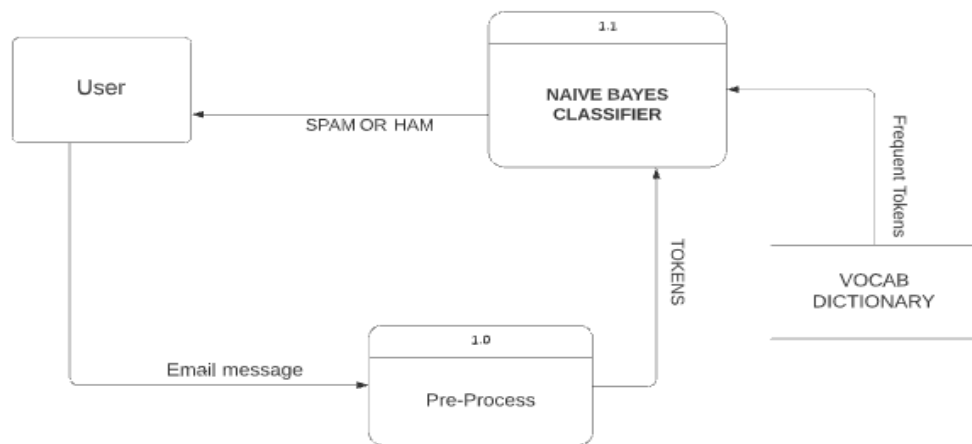 1.1
User
NAIVE BAYES
CLASSIFIER
SPAM OR HAM
Frequent Tokens
TOKENS
VOCAB
DICTIONARY
1.0
Email message
Pre-Process